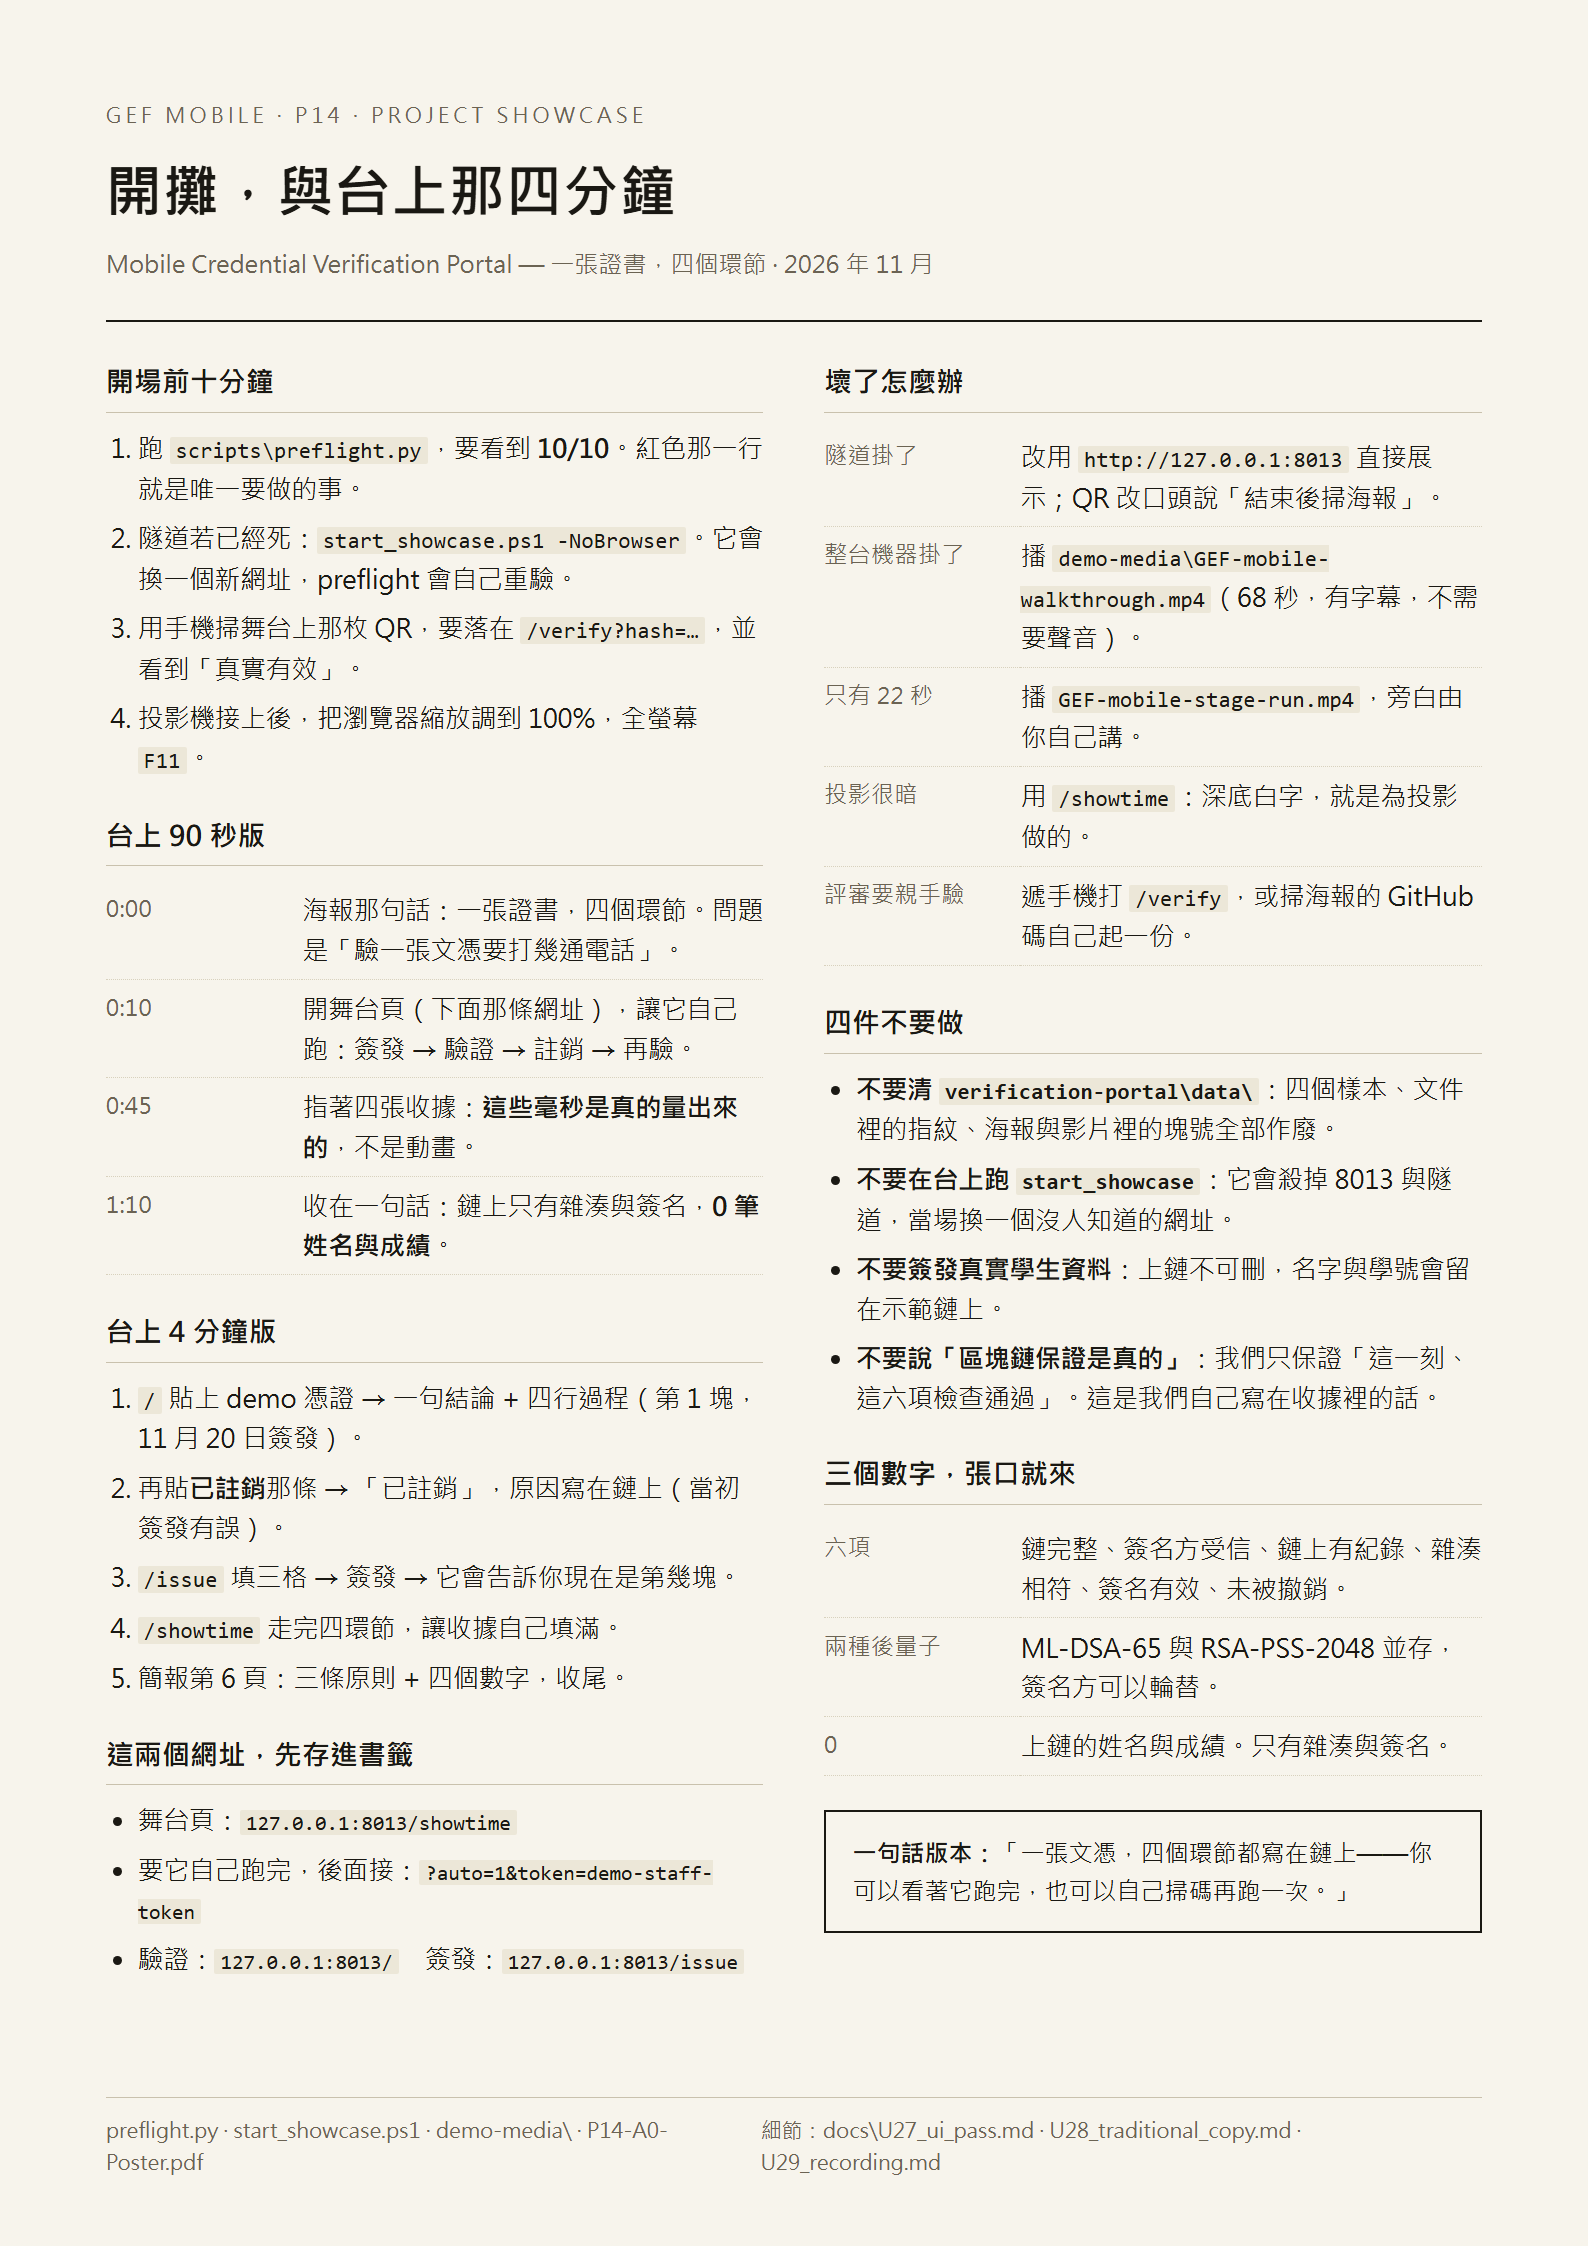 GEF MOBILE · P14 · PROJECT SHOWCASE
開攤，與台上那四分鐘
Mobile Credential Verification Portal — 一張證書，四個環節 · 2026 年 11 月
開場前十分鐘
1. 跑 scripts\preflight.py ，要看到 10/10。紅色那一行
就是唯一要做的事。
2. 隧道若已經死：start_showcase.ps1 -NoBrowser 。它會
換一個新網址，preflight 會自己重驗。
3. 用手機掃舞台上那枚 QR，要落在 /verify?hash=… ，並
看到「真實有效」。
4. 投影機接上後，把瀏覽器縮放調到 100%，全螢幕
F11 。
台上 90 秒版
0:00 海報那句話：一張證書，四個環節。問題
是「驗一張文憑要打幾通電話」。
0:10 開舞台頁（下面那條網址），讓它自己
跑：簽發 → 驗證 → 註銷 → 再驗。
0:45 指著四張收據：這些毫秒是真的量出來
的，不是動畫。
1:10 收在一句話：鏈上只有雜湊與簽名，0 筆
姓名與成績。
台上 4 分鐘版
1. / 貼上 demo 憑證 → 一句結論 + 四行過程（第 1 塊，
11 月 20 日簽發）。
2. 再貼已註銷那條 → 「已註銷」，原因寫在鏈上（當初
簽發有誤）。
3. /issue 填三格 → 簽發 → 它會告訴你現在是第幾塊。
4. /showtime 走完四環節，讓收據自己填滿。
5. 簡報第 6 頁：三條原則 + 四個數字，收尾。
這兩個網址，先存進書籤
• 舞台頁：127.0.0.1:8013/showtime
• 要它自己跑完，後面接：?auto=1&token=demo-staff-
token
• 驗證：127.0.0.1:8013/ 簽發：127.0.0.1:8013/issue
壞了怎麼辦
隧道掛了 改用 http://127.0.0.1:8013 直接展
示；QR 改口頭說「結束後掃海報」。
整台機器掛了 播 demo-media\GEF-mobile-
walkthrough.mp4（68 秒，有字幕，不需
要聲音）。
只有 22 秒 播 GEF-mobile-stage-run.mp4 ，旁白由
你自己講。
投影很暗 用 /showtime ：深底白字，就是為投影
做的。
評審要親手驗 遞手機打 /verify ，或掃海報的 GitHub
碼自己起一份。
四件不要做
• 不要清 verification-portal\data\ ：四個樣本、文件
裡的指紋、海報與影片裡的塊號全部作廢。
• 不要在台上跑 start_showcase ：它會殺掉 8013 與隧
道，當場換一個沒人知道的網址。
• 不要簽發真實學生資料：上鏈不可刪，名字與學號會留
在示範鏈上。
• 不要說「區塊鏈保證是真的」：我們只保證「這一刻、
這六項檢查通過」。這是我們自己寫在收據裡的話。
三個數字，張口就來
六項 鏈完整、簽名方受信、鏈上有紀錄、雜湊
相符、簽名有效、未被撤銷。
兩種後量子 ML-DSA-65 與 RSA-PSS-2048 並存，
簽名方可以輪替。
0 上鏈的姓名與成績。只有雜湊與簽名。
一句話版本：「一張文憑，四個環節都寫在鏈上——你
可以看著它跑完，也可以自己掃碼再跑一次。」
preflight.py · start_showcase.ps1 · demo-media\ · P14-A0-
Poster.pdf
細節：docs\U27_ui_pass.md · U28_traditional_copy.md ·
U29_recording.md